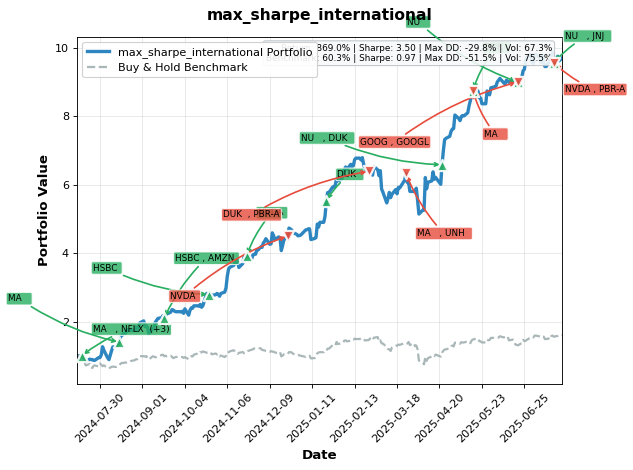 max_sharpe_international
NU
NU , JNJ
max_sharpe_international Portfolio
Buy & Hold Benchmark
869.0% | Sharpe: 3.50 | Max DD: -29.8% | Vol: 67.3%
60.3% | Sharpe: 0.97 | Max DD: -51.5% | Vol: 75.5%
NVDA , PBR-A
MA
GOOG , GOOGL
NU , DUK
DUK
DUK , PBR-A
MA , UNH
HSBC , AMZN
HSBC
NVDA
MA
MA , NFLX (+3)
10
8
6
4
2
Portfolio Value
2024-07-30
2024-09-01
2024-10-04
2024-11-06
2024-12-09
2025-01-11
2025-02-13
2025-03-18
2025-04-20
2025-05-23
2025-06-25
Date